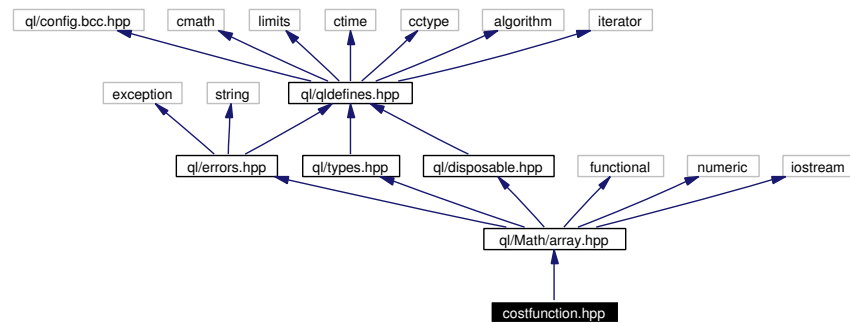 ql/config.bcc.hpp cmath limits ctime cctype algorithm iterator
exception string ql/qldefines.hpp
ql/errors.hpp ql/types.hpp ql/disposable.hpp functional numeric iostream
ql/Math/array.hpp
costfunction.hpp